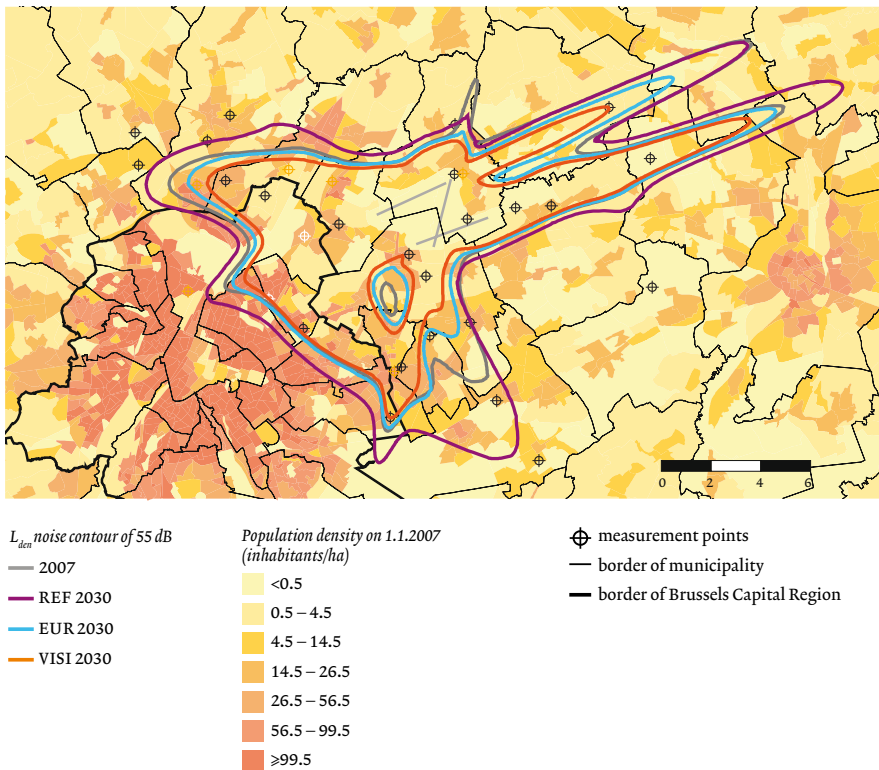 0 2 4 6
L_den noise contour of 55 dB
2007
REF 2030
EUR 2030
VISI 2030
Population density on 1.1.2007
(inhabitants/ha)
<0.5
0.5 – 4.5
4.5 – 14.5
14.5 – 26.5
26.5 – 56.5
56.5 – 99.5
≥99.5
measurement points
border of municipality
border of Brussels Capital Region